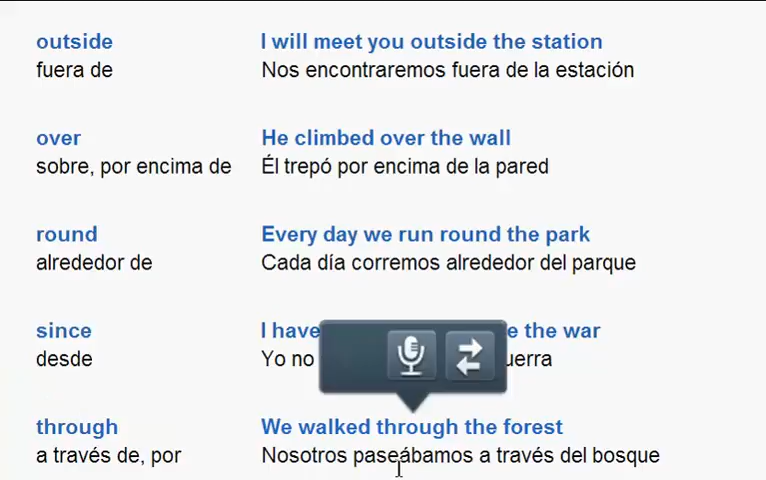 outside I will meet you outside the station
fuera de Nos encontraremos fuera de la estación
over He climbed over the wall
sobre, por encima de Él trepó por encima de la pared
round Every day we run round the park
alrededor de Cada día corremos alrededor del parque
since I have the war
desde Yo no
through We walked through the forest
a través de, por Nosotros paseábamos a través del bosque